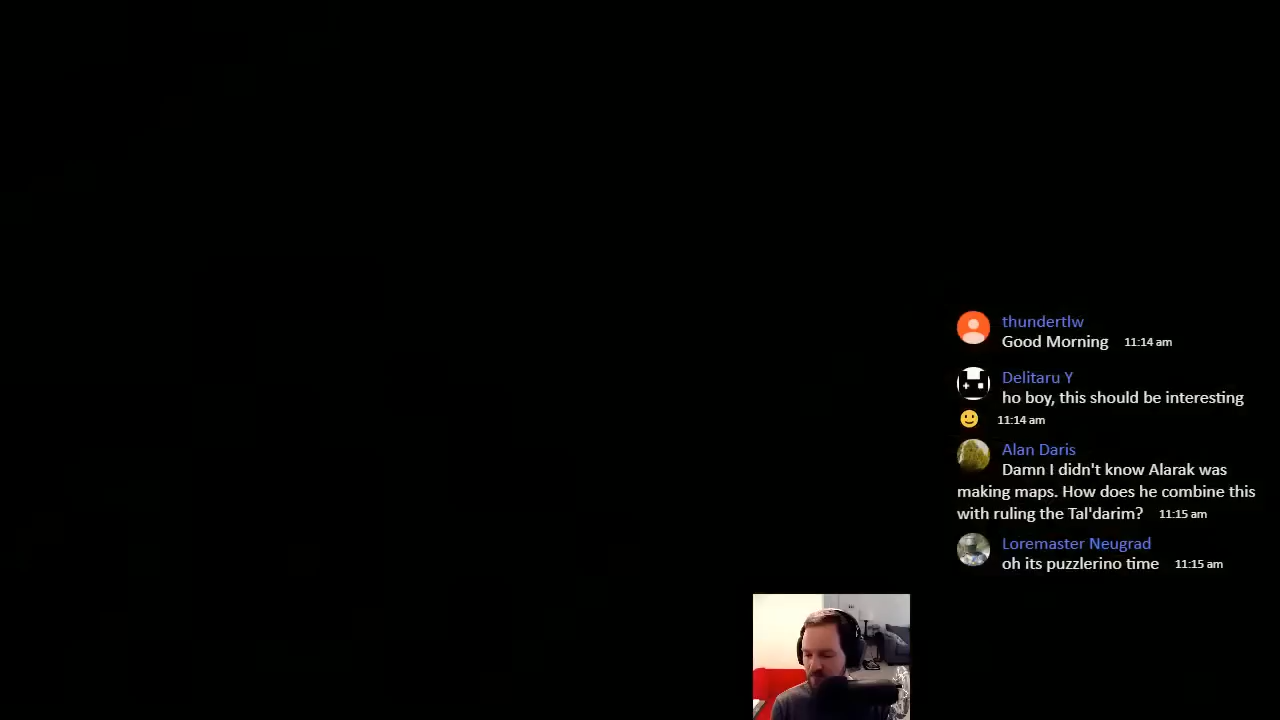 thundertlw
Good Morning 11:14 am
Delitaru Y
ho boy, this should be interesting
11:14 am
Alan Daris
Damn I didn't know Alarak was
making maps. How does he combine this
with ruling the Tal'darim? 11:15 am
Loremaster Neugrad
oh its puzzlerino time 11:15 am